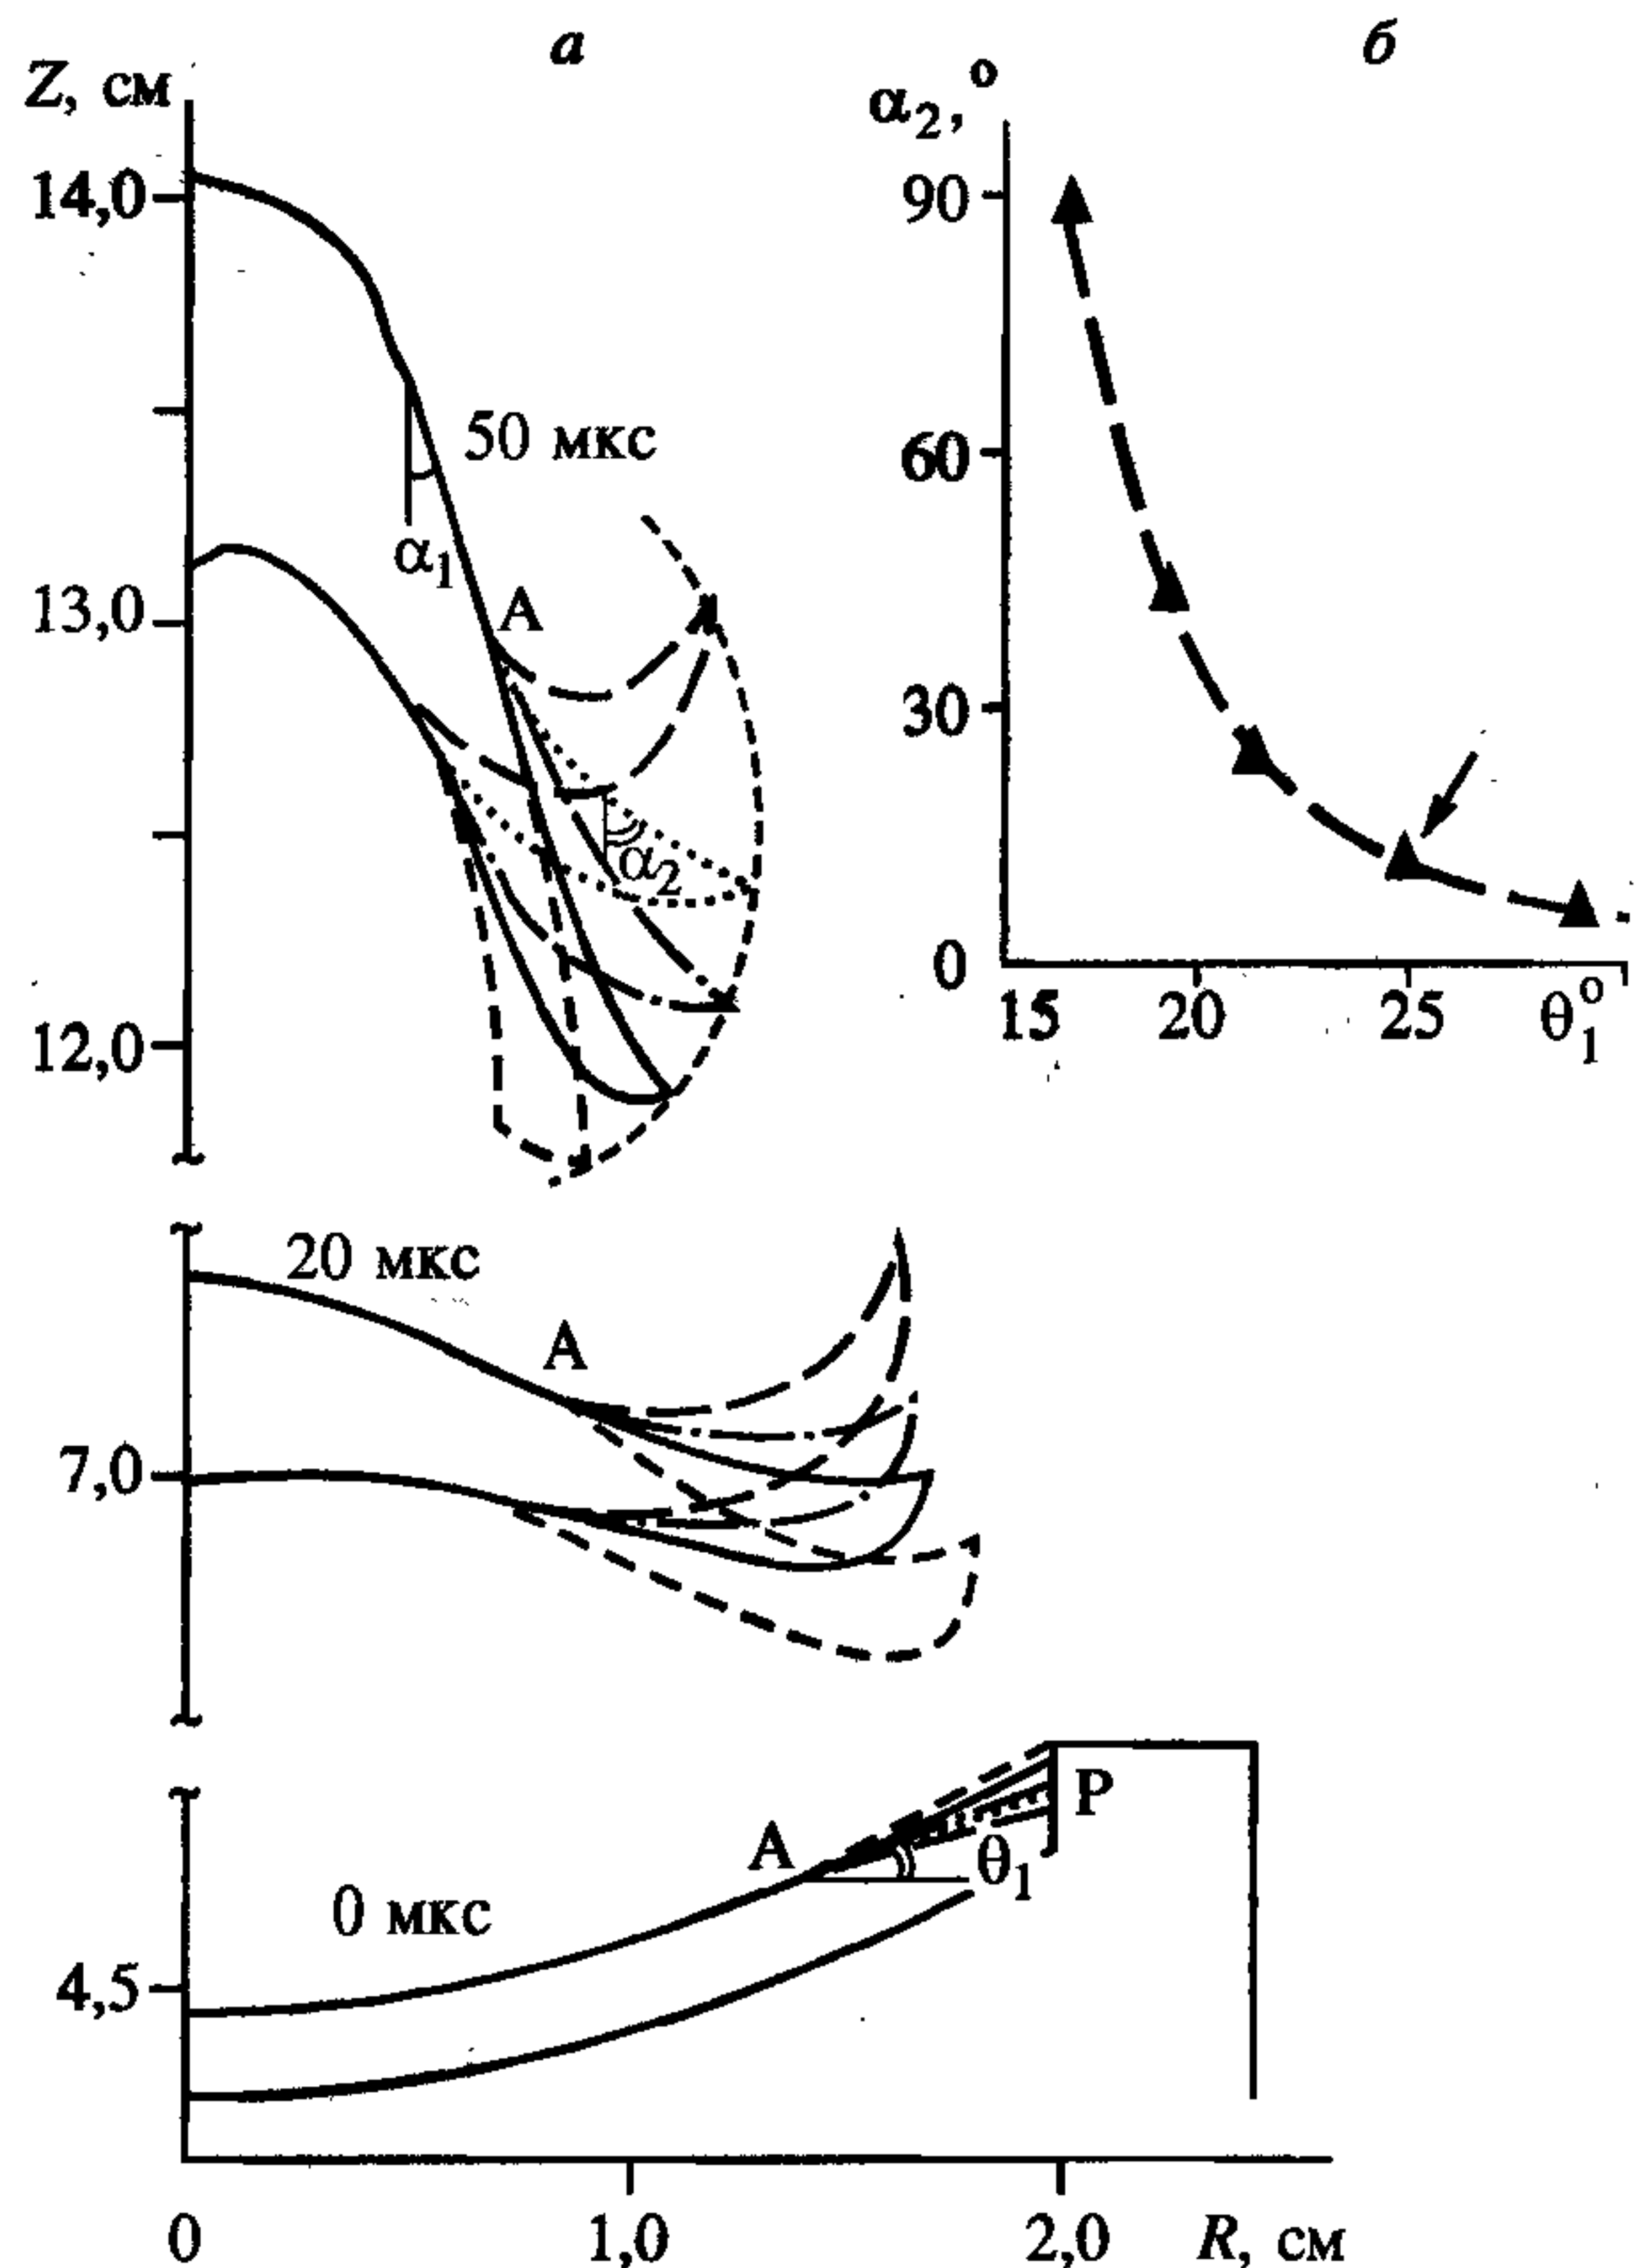 а
Z, см
14,0
50 мкс
α₁
А
13,0
α₂
12,0
20 мкс
А
7,0
А
Р
θ₁
0 мкс
4,5
0
1,0
2,0
R, см
б
α₂, °
90
60
30
0
15
20
25
θ₁°